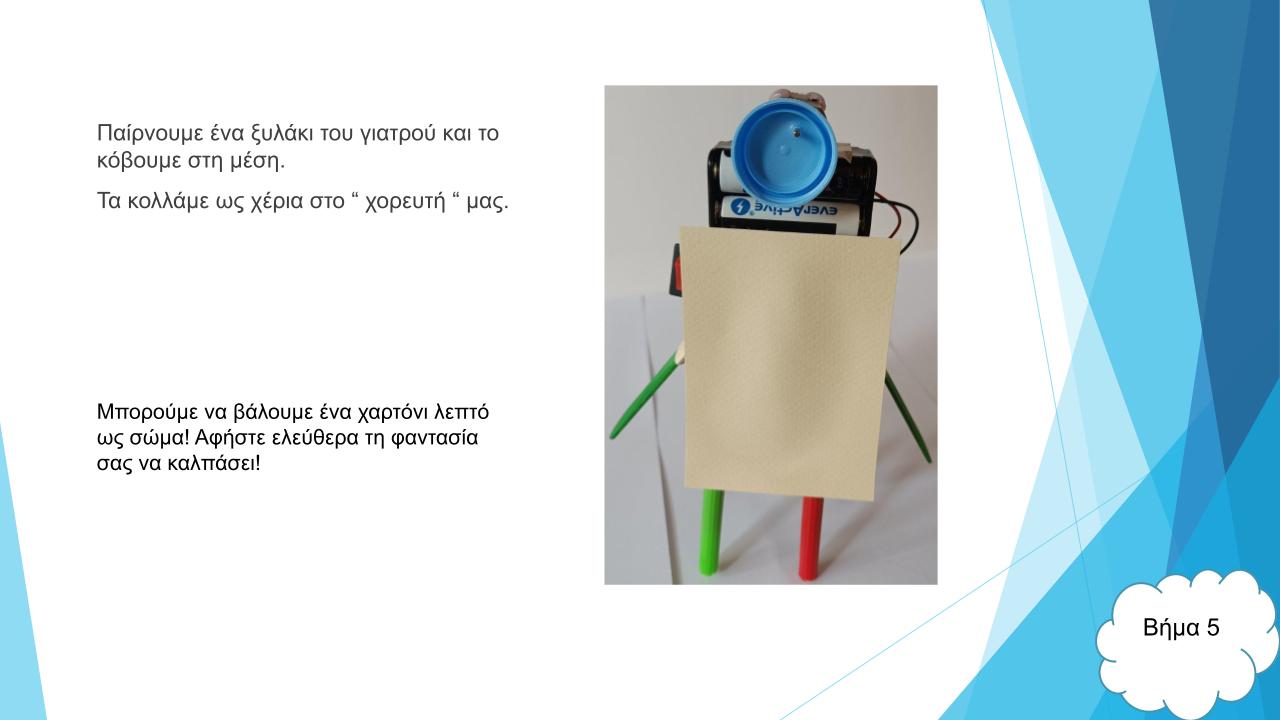 Παίρνουμε ένα ξυλάκι του γιατρού και το
κόβουμε στη μέση.
Τα κολλάμε ως χέρια στο “ χορευτή “ μας.
everActive
Μπορούμε να βάλουμε ένα χαρτόνι λεπτό
ως σώμα! Αφήστε ελεύθερα τη φαντασία
σας να καλπάσει!
Βήμα 5